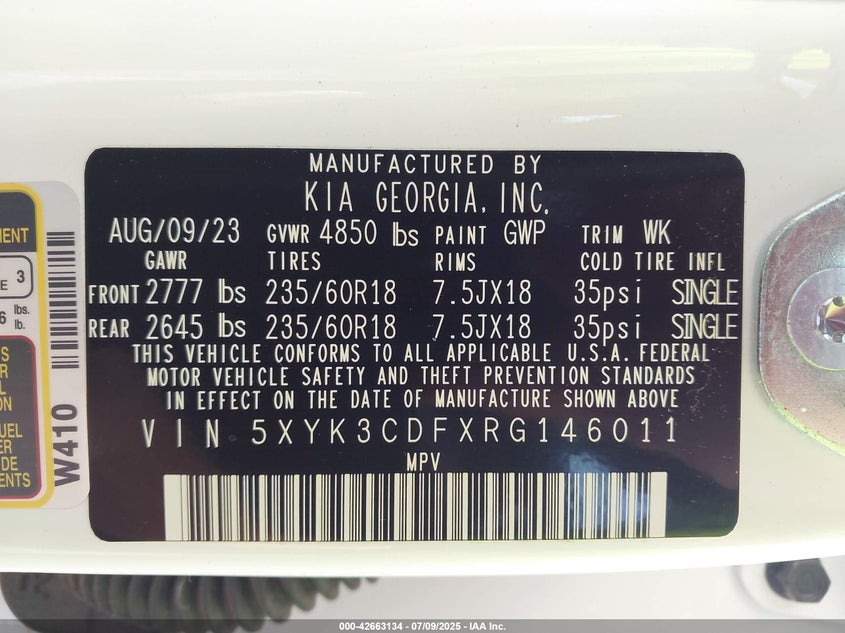 MANUFACTURED BY
KIA GEORGIA, INC.
AUG/09/23 GVWR 4850 lbs PAINT GWP TRIM WK
GAWR TIRES RIMS COLD TIRE INFL
FRONT 2777 lbs 235/60R18 7.5JX18 35psi SINGLE
REAR 2645 lbs 235/60R18 7.5JX18 35psi SINGLE
THIS VEHICLE CONFORMS TO ALL APPLICABLE U.S.A. FEDERAL
MOTOR VEHICLE SAFETY AND THEFT PREVENTION STANDARDS
IN EFFECT ON THE DATE OF MANUFACTURE SHOWN ABOVE
VIN 5XYK3CDFXRG146011
MPV
W410
3
lbs.
lb.
000-42663134 - 07/09/2025 - IAA Inc.